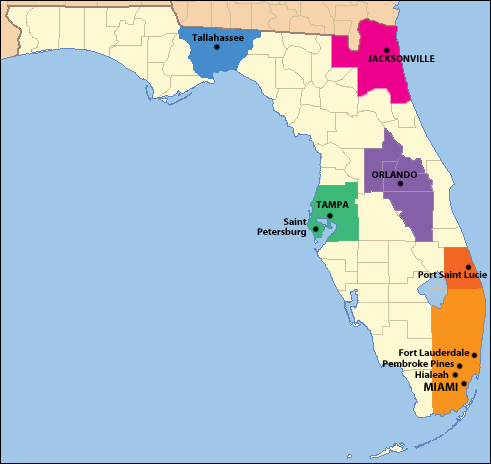 Tallahassee
JACKSONVILLE
ORLANDO
TAMPA
Saint
Petersburg
Port Saint Lucie
Fort Lauderdale
Pembroke Pines
Hialeah
MIAMI